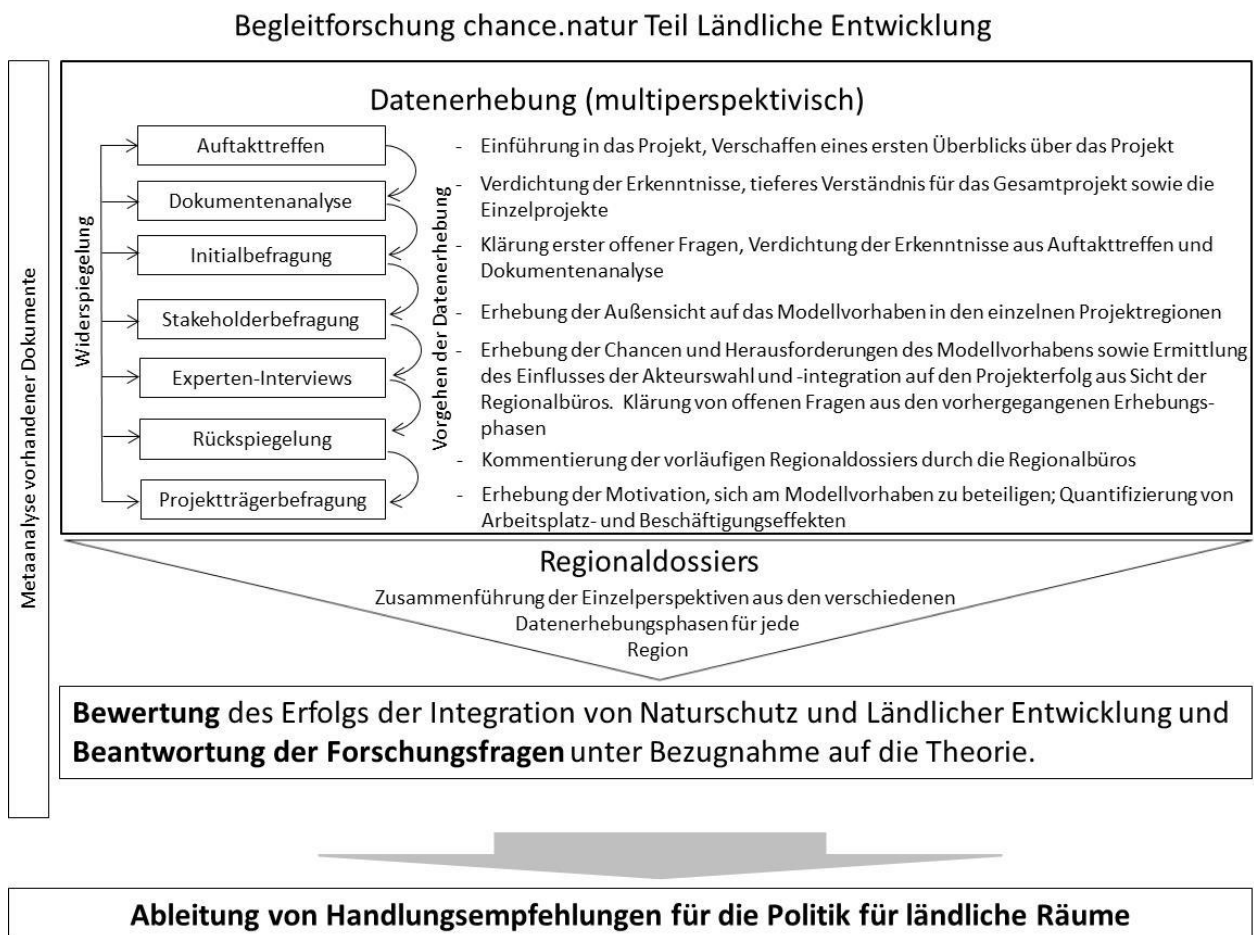 Begleitforschung chance.natur Teil Ländliche Entwicklung
Metaanalyse vorhandener Dokumente
Datenerhebung (multiperspektivisch)
Widerspiegelung
Auftakttreffen
Dokumentenanalyse
Initialbefragung
Stakeholderbefragung
Experten-Interviews
Rückspiegelung
Projektträgerbefragung
Vorgehen der Datenerhebung
- Einführung in das Projekt, Verschaffen eines ersten Überblicks über das Projekt
- Verdichtung der Erkenntnisse, tieferes Verständnis für das Gesamtprojekt sowie die
Einzelprojekte
- Klärung erster offener Fragen, Verdichtung der Erkenntnisse aus Auftakttreffen und
Dokumentenanalyse
- Erhebung der Außensicht auf das Modellvorhaben in den einzelnen Projektregionen
- Erhebung der Chancen und Herausforderungen des Modellvorhabens sowie Ermittlung
des Einflusses der Akteurswahl und -integration auf den Projekterfolg aus Sicht der
Regionalbüros. Klärung von offenen Fragen aus den vorhergegangenen Erhebungs-
phasen
- Kommentierung der vorläufigen Regionaldossiers durch die Regionalbüros
- Erhebung der Motivation, sich am Modellvorhaben zu beteiligen; Quantifizierung von
Arbeitsplatz- und Beschäftigungseffekten
Regionaldossiers
Zusammenführung der Einzelperspektiven aus den verschiedenen
Datenerhebungsphasen für jede
Region
Bewertung des Erfolgs der Integration von Naturschutz und Ländlicher Entwicklung und
Beantwortung der Forschungsfragen unter Bezugnahme auf die Theorie.
Ableitung von Handlungsempfehlungen für die Politik für ländliche Räume